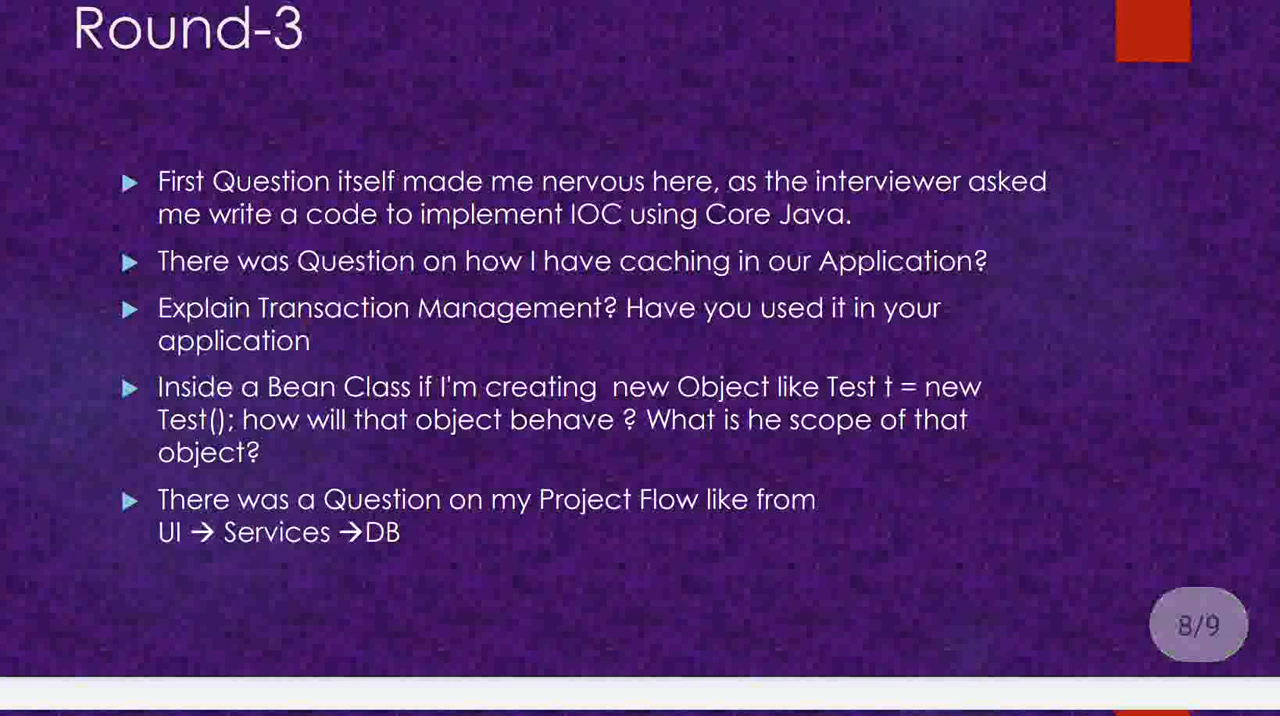 Round-3
First Question itself made me nervous here, as the interviewer asked
me write a code to implement IOC using Core Java.
There was Question on how I have caching in our Application?
Explain Transaction Management? Have you used it in your
application
Inside a Bean Class if I'm creating  new Object like Test t = new
Test(); how will that object behave ? What is he scope of that
object?
There was a Question on my Project Flow like from
UI → Services →DB
8/9